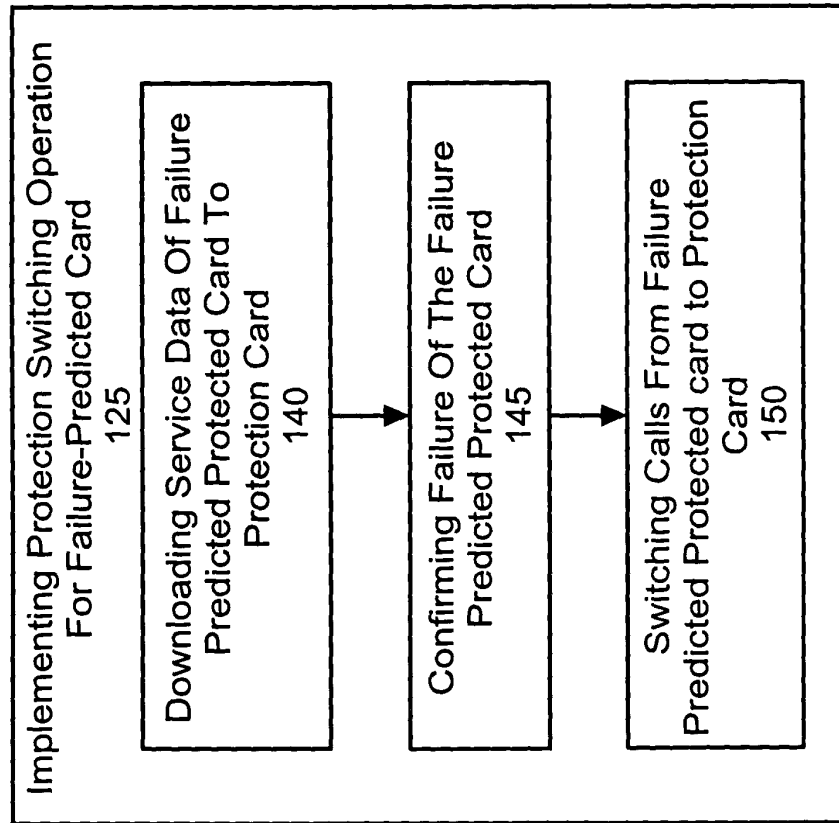 Implementing Protection Switching Operation
For Failure-Predicted Card
125
Downloading Service Data Of Failure
Predicted Protected Card To
Protection Card
140
Confirming Failure Of The Failure
Predicted Protected Card
145
Switching Calls From Failure
Predicted Protected card to Protection
Card
150